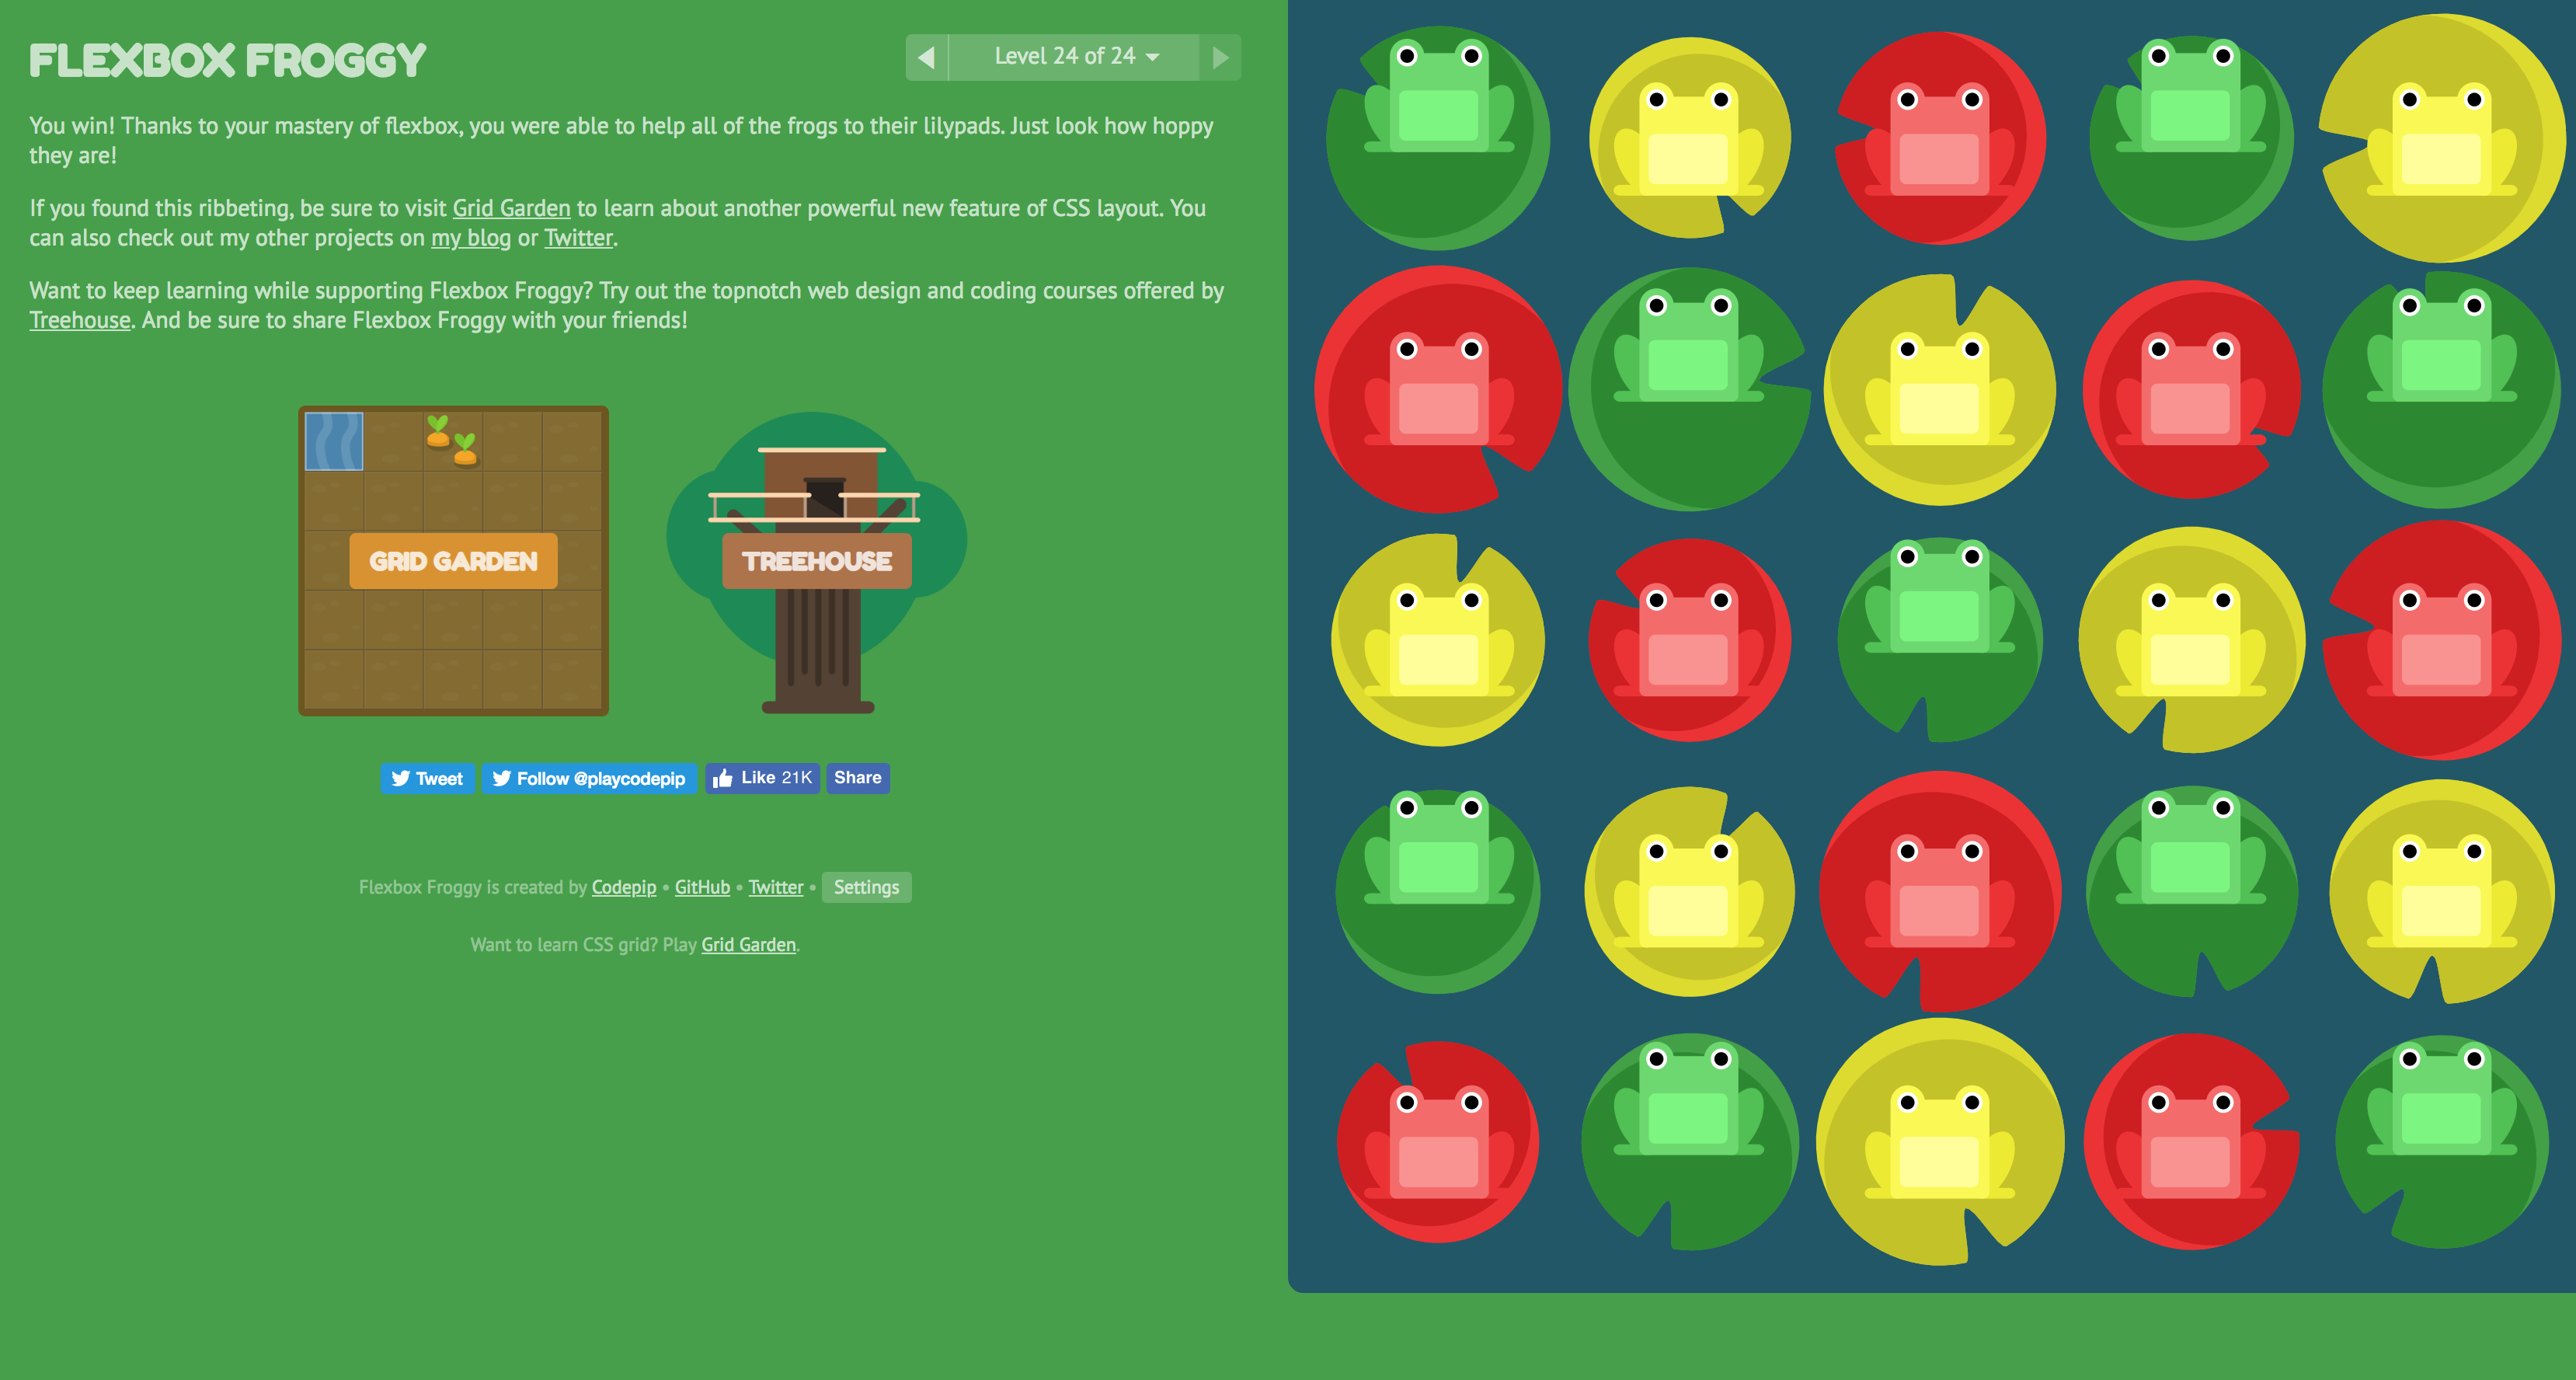 FLEXBOX FROGGY
Level 24 of 24
You win! Thanks to your mastery of flexbox, you were able to help all of the frogs to their lilypads. Just look how hoppy
they are!
If you found this ribbeting, be sure to visit Grid Garden to learn about another powerful new feature of CSS layout. You
can also check out my other projects on my blog or Twitter.
Want to keep learning while supporting Flexbox Froggy? Try out the topnotch web design and coding courses offered by
Treehouse. And be sure to share Flexbox Froggy with your friends!
GRID GARDEN
TREEHOUSE
Tweet
Follow @playcodepip
Like 21K
Share
Flexbox Froggy is created by Codepip • GitHub • Twitter • Settings
Want to learn CSS grid? Play Grid Garden.